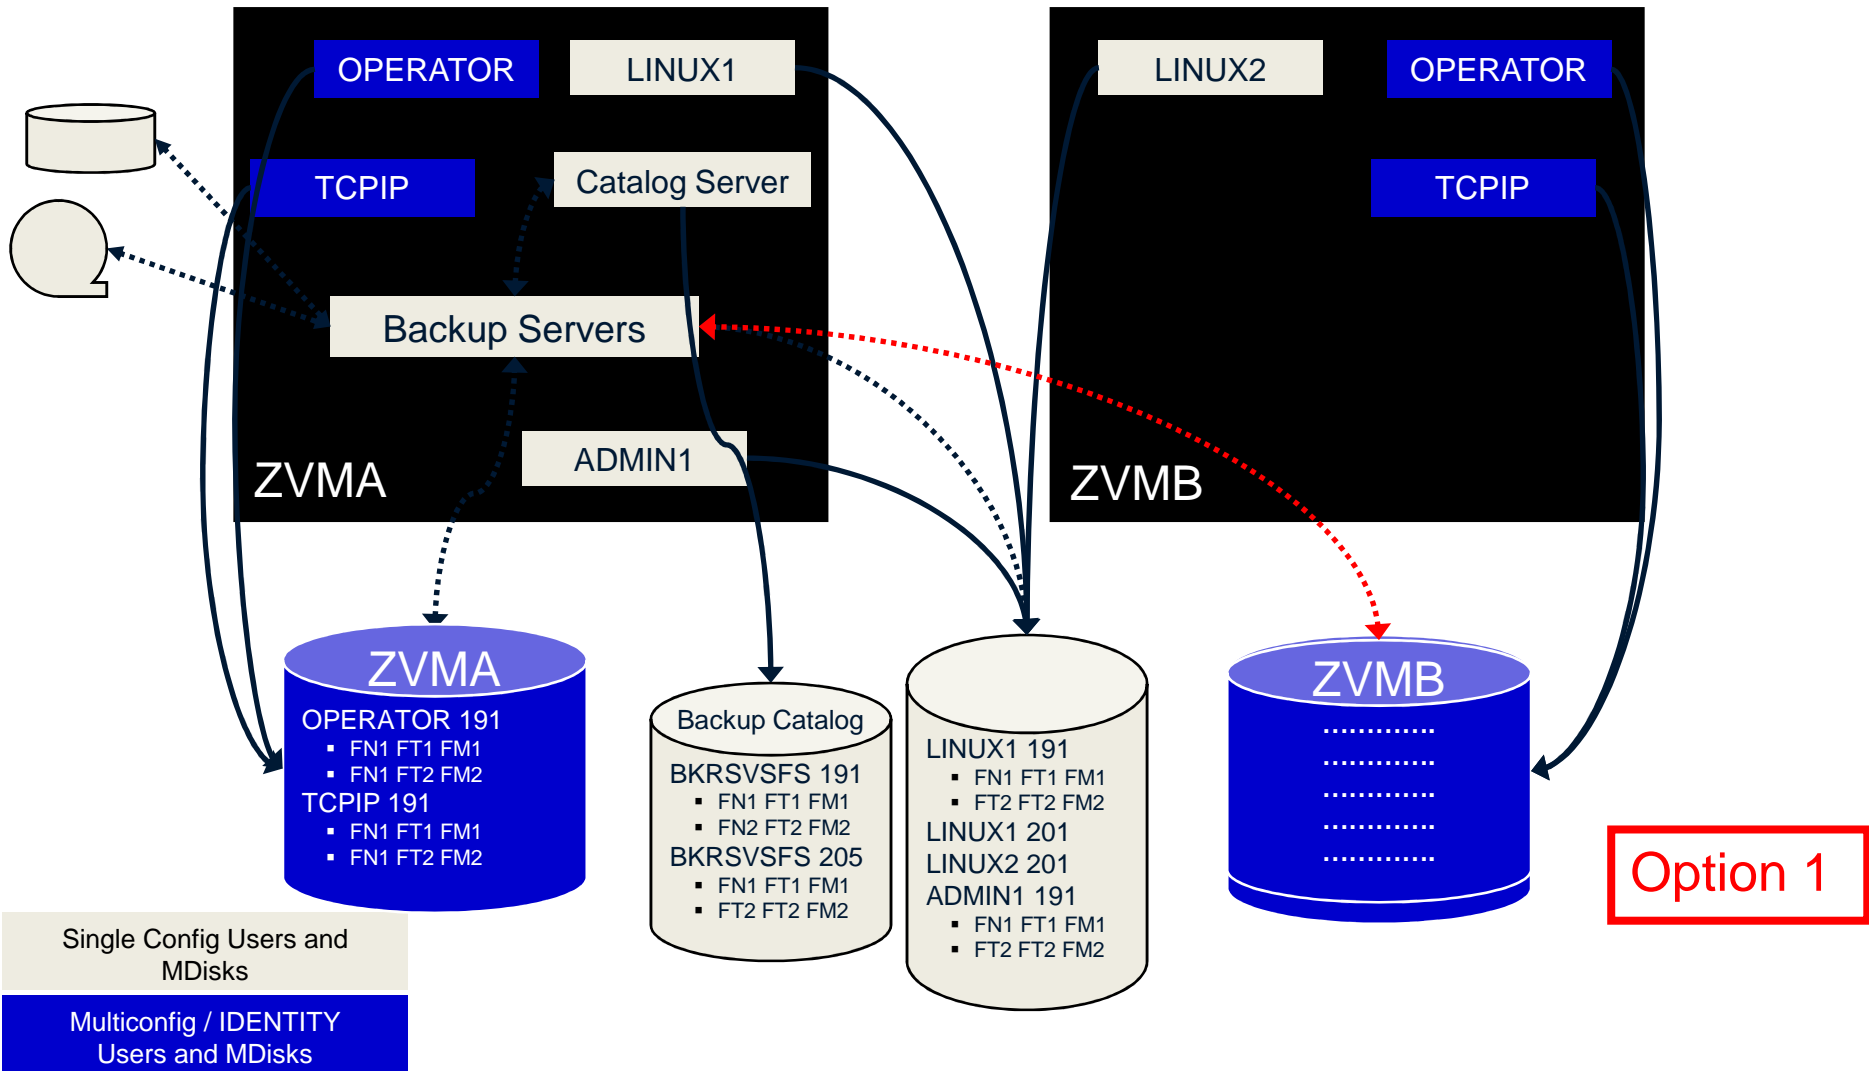 OPERATOR
LINUX1
TCPIP
Catalog Server
Backup Servers
ADMIN1
ZVMA
LINUX2
OPERATOR
TCPIP
ZVMB
ZVMA
OPERATOR 191
▪ FN1 FT1 FM1
▪ FN1 FT2 FM2
TCPIP 191
▪ FN1 FT1 FM1
▪ FN1 FT2 FM2
Backup Catalog
BKRSVSFS 191
▪ FN1 FT1 FM1
▪ FN2 FT2 FM2
BKRSVSFS 205
▪ FN1 FT1 FM1
▪ FT2 FT2 FM2
LINUX1 191
▪ FN1 FT1 FM1
▪ FT2 FT2 FM2
LINUX1 201
LINUX2 201
ADMIN1 191
▪ FN1 FT1 FM1
▪ FT2 FT2 FM2
ZVMB
.............
.............
.............
.............
.............
Option 1
Single Config Users and
MDisks
Multiconfig / IDENTITY
Users and MDisks